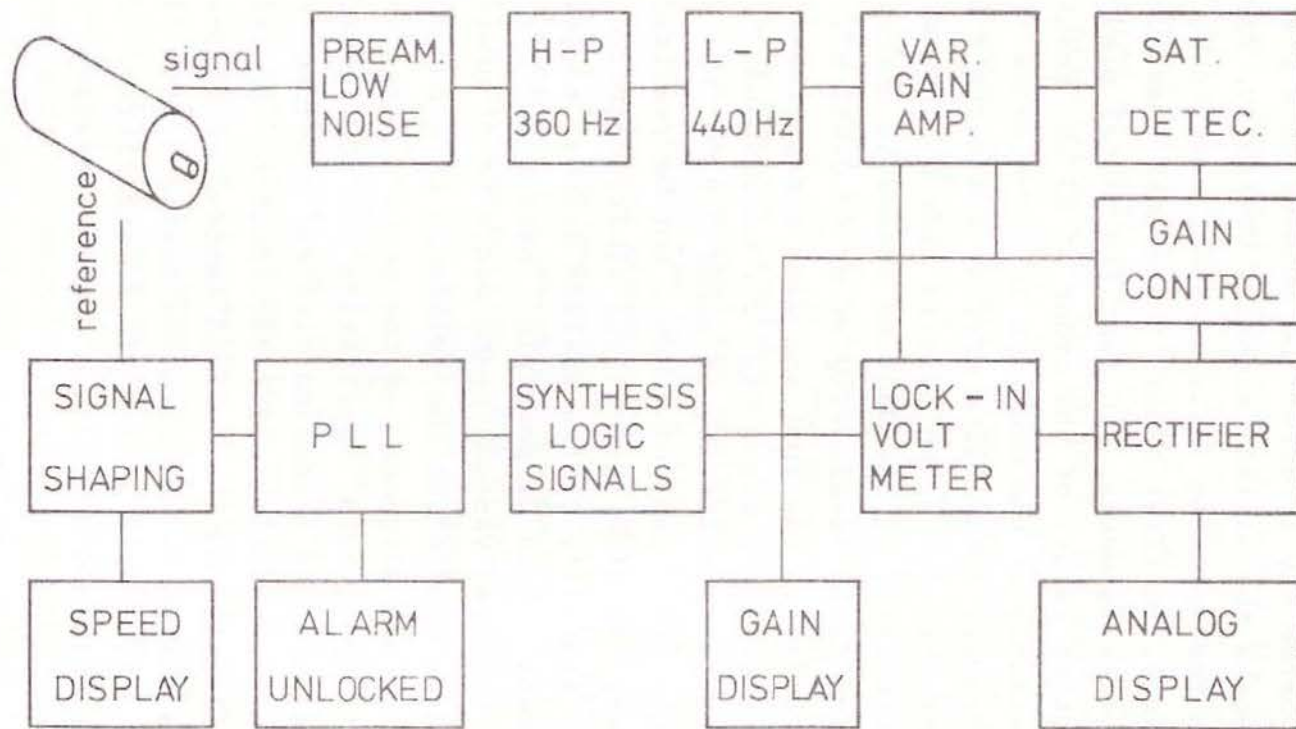 signal
PREAM.
LOW
NOISE
H-P
360 Hz
L-P
440 Hz
VAR.
GAIN
AMP.
SAT.
DETEC.
reference
GAIN
CONTROL
SIGNAL
SHAPING
PLL
SYNTHESIS
LOGIC
SIGNALS
LOCK-IN
VOLT
METER
RECTIFIER
SPEED
DISPLAY
ALARM
UNLOCKED
GAIN
DISPLAY
ANALOG
DISPLAY